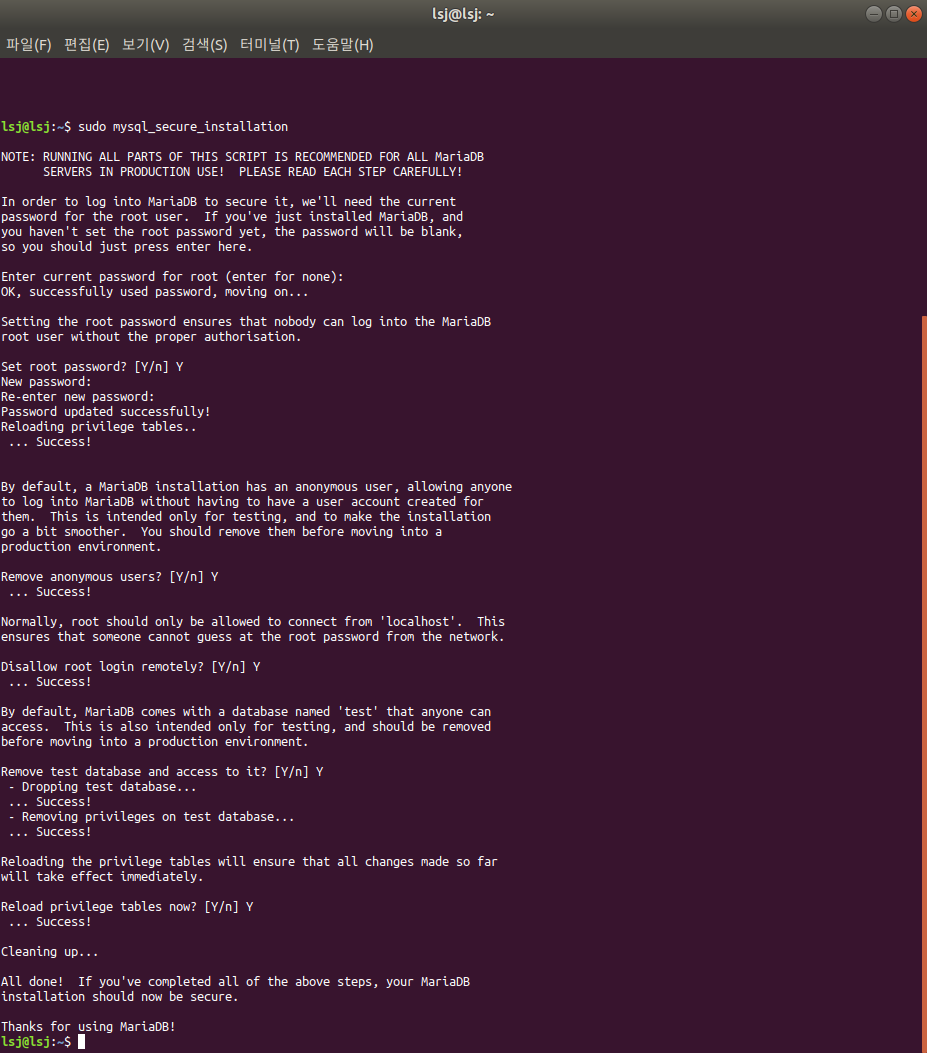 lsj@lsj: ~
파일(F) 편집(E) 보기(V) 검색(S) 터미널(T) 도움말(H)
lsj@lsj:~$ sudo mysql_secure_installation
NOTE: RUNNING ALL PARTS OF THIS SCRIPT IS RECOMMENDED FOR ALL MariaDB
SERVERS IN PRODUCTION USE!  PLEASE READ EACH STEP CAREFULLY!
In order to log into MariaDB to secure it, we'll need the current
password for the root user.  If you've just installed MariaDB, and
you haven't set the root password yet, the password will be blank,
so you should just press enter here.
Enter current password for root (enter for none):
OK, successfully used password, moving on...
Setting the root password ensures that nobody can log into the MariaDB
root user without the proper authorisation.
Set root password? [Y/n] Y
New password:
Re-enter new password:
Password updated successfully!
Reloading privilege tables..
... Success!
By default, a MariaDB installation has an anonymous user, allowing anyone
to log into MariaDB without having to have a user account created for
them.  This is intended only for testing, and to make the installation
go a bit smoother.  You should remove them before moving into a
production environment.
Remove anonymous users? [Y/n] Y
... Success!
Normally, root should only be allowed to connect from 'localhost'.  This
ensures that someone cannot guess at the root password from the network.
Disallow root login remotely? [Y/n] Y
... Success!
By default, MariaDB comes with a database named 'test' that anyone can
access.  This is also intended only for testing, and should be removed
before moving into a production environment.
Remove test database and access to it? [Y/n] Y
- Dropping test database...
... Success!
- Removing privileges on test database...
... Success!
Reloading the privilege tables will ensure that all changes made so far
will take effect immediately.
Reload privilege tables now? [Y/n] Y
... Success!
Cleaning up...
All done!  If you've completed all of the above steps, your MariaDB
installation should now be secure.
Thanks for using MariaDB!
lsj@lsj:~$